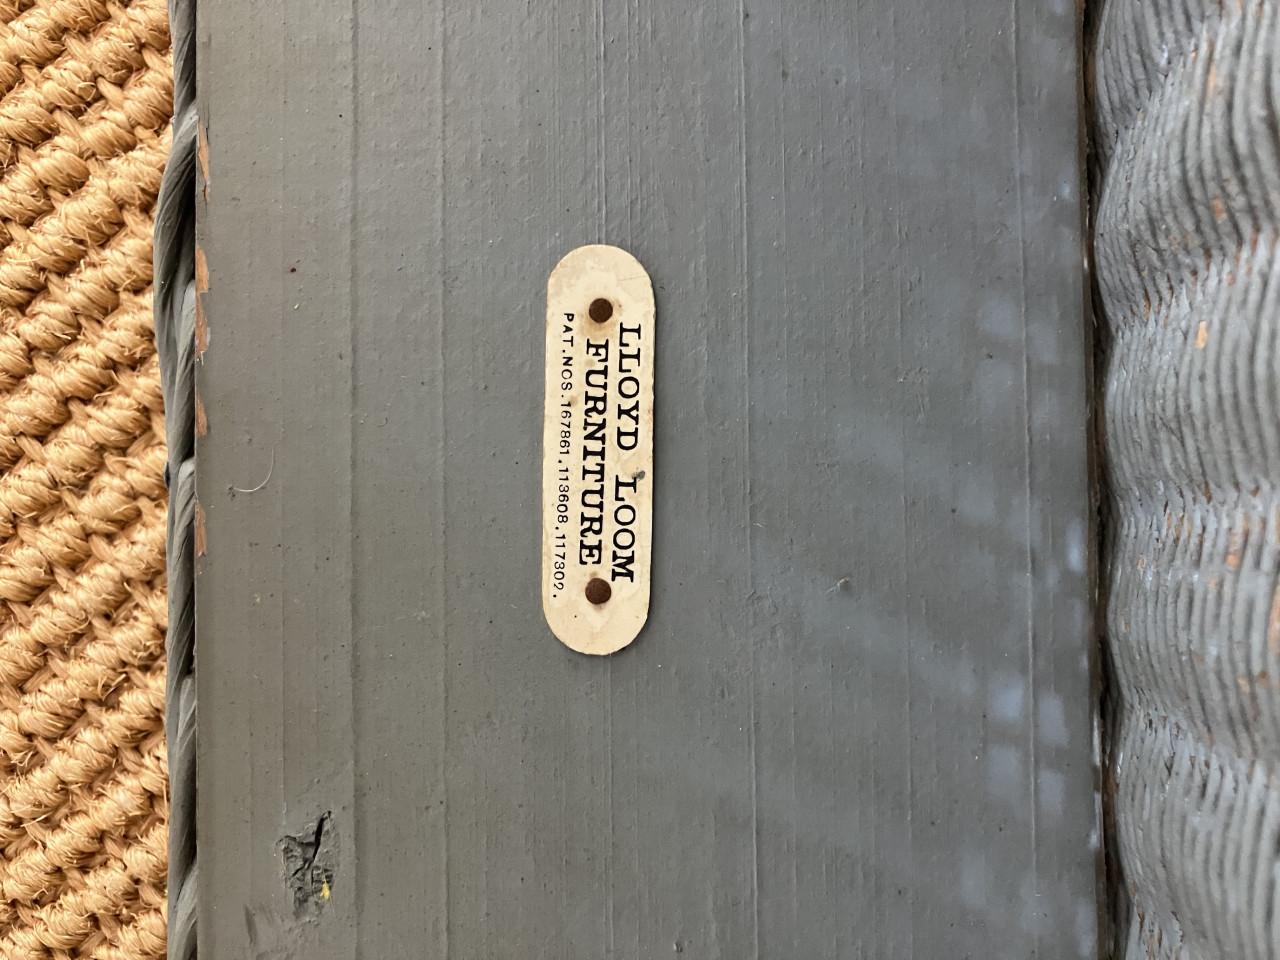 LLOYD LOOM
FURNITURE
PAT.NOS.167861,113608,117302.